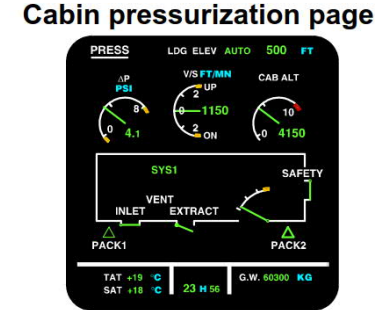 Cabin pressurization page
PRESS
LDG ELEV AUTO 500 FT
ΔP
PSI
8
0
4.1
V/S FT/MN
2 UP
0
1150
2
ON
CAB ALT
10
0
4150
SYS1
SAFETY
VENT
INLET EXTRACT
PACK1
PACK2
TAT +19 °C
SAT +18 °C
23 H 56
G.W. 60300 KG